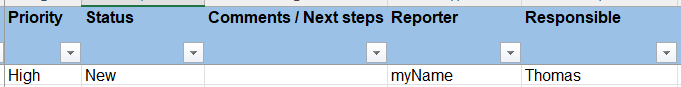 Priority Status Comments / Next steps Reporter Responsible
High New myName Thomas